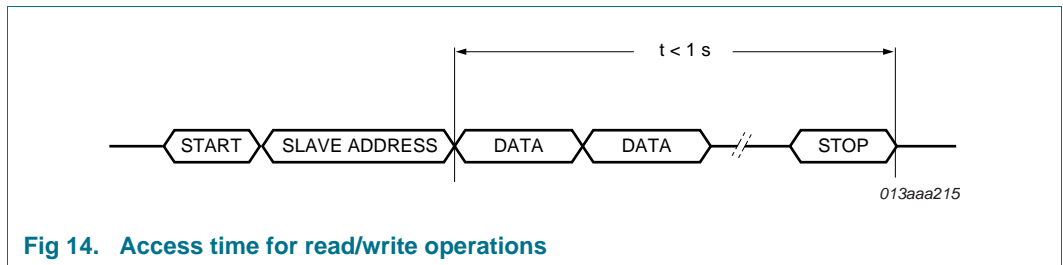 t < 1 s
START SLAVE ADDRESS DATA DATA STOP
013aaa215
Fig 14. Access time for read/write operations